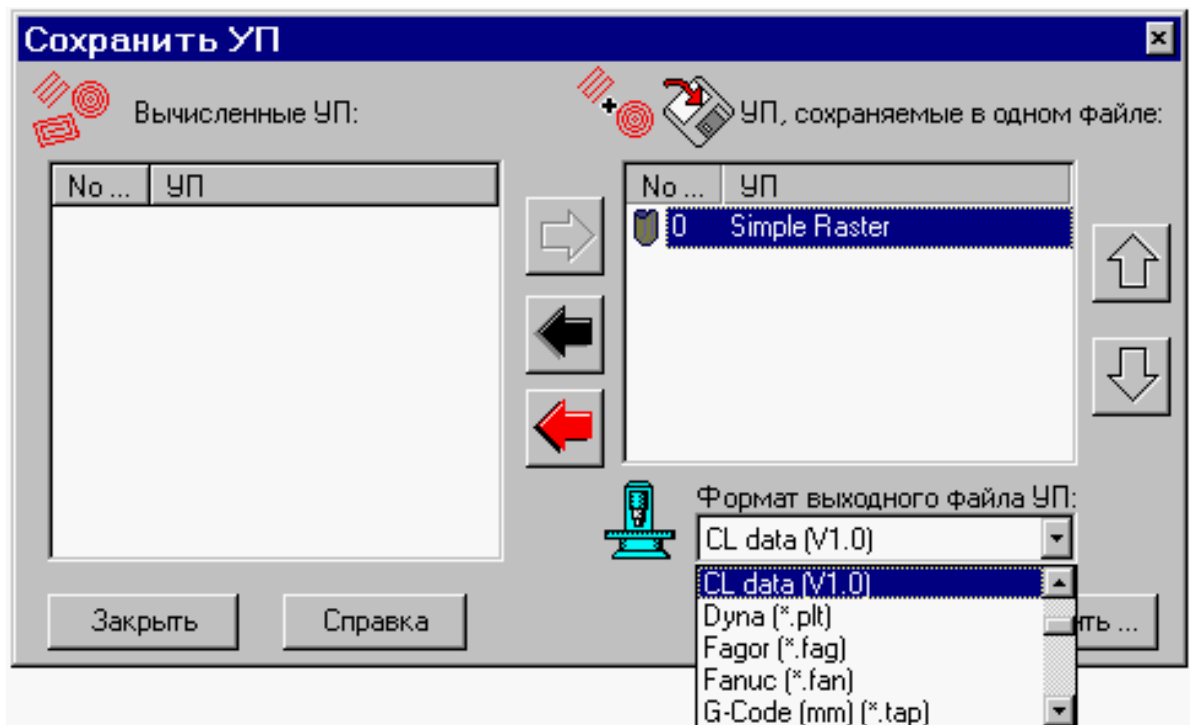 Сохранить УП
Вычисленные УП:
УП, сохраняемые в одном файле:
No ... УП
No ... УП
0 Simple Raster
Формат выходного файла УП:
CL data (V1.0)
CL data (V1.0)
Dyna (*.plt)
Fagor (*.fag)
Fanuc (*.fan)
G-Code (mm) (*.tap)
Закрыть
Справка
ть ...